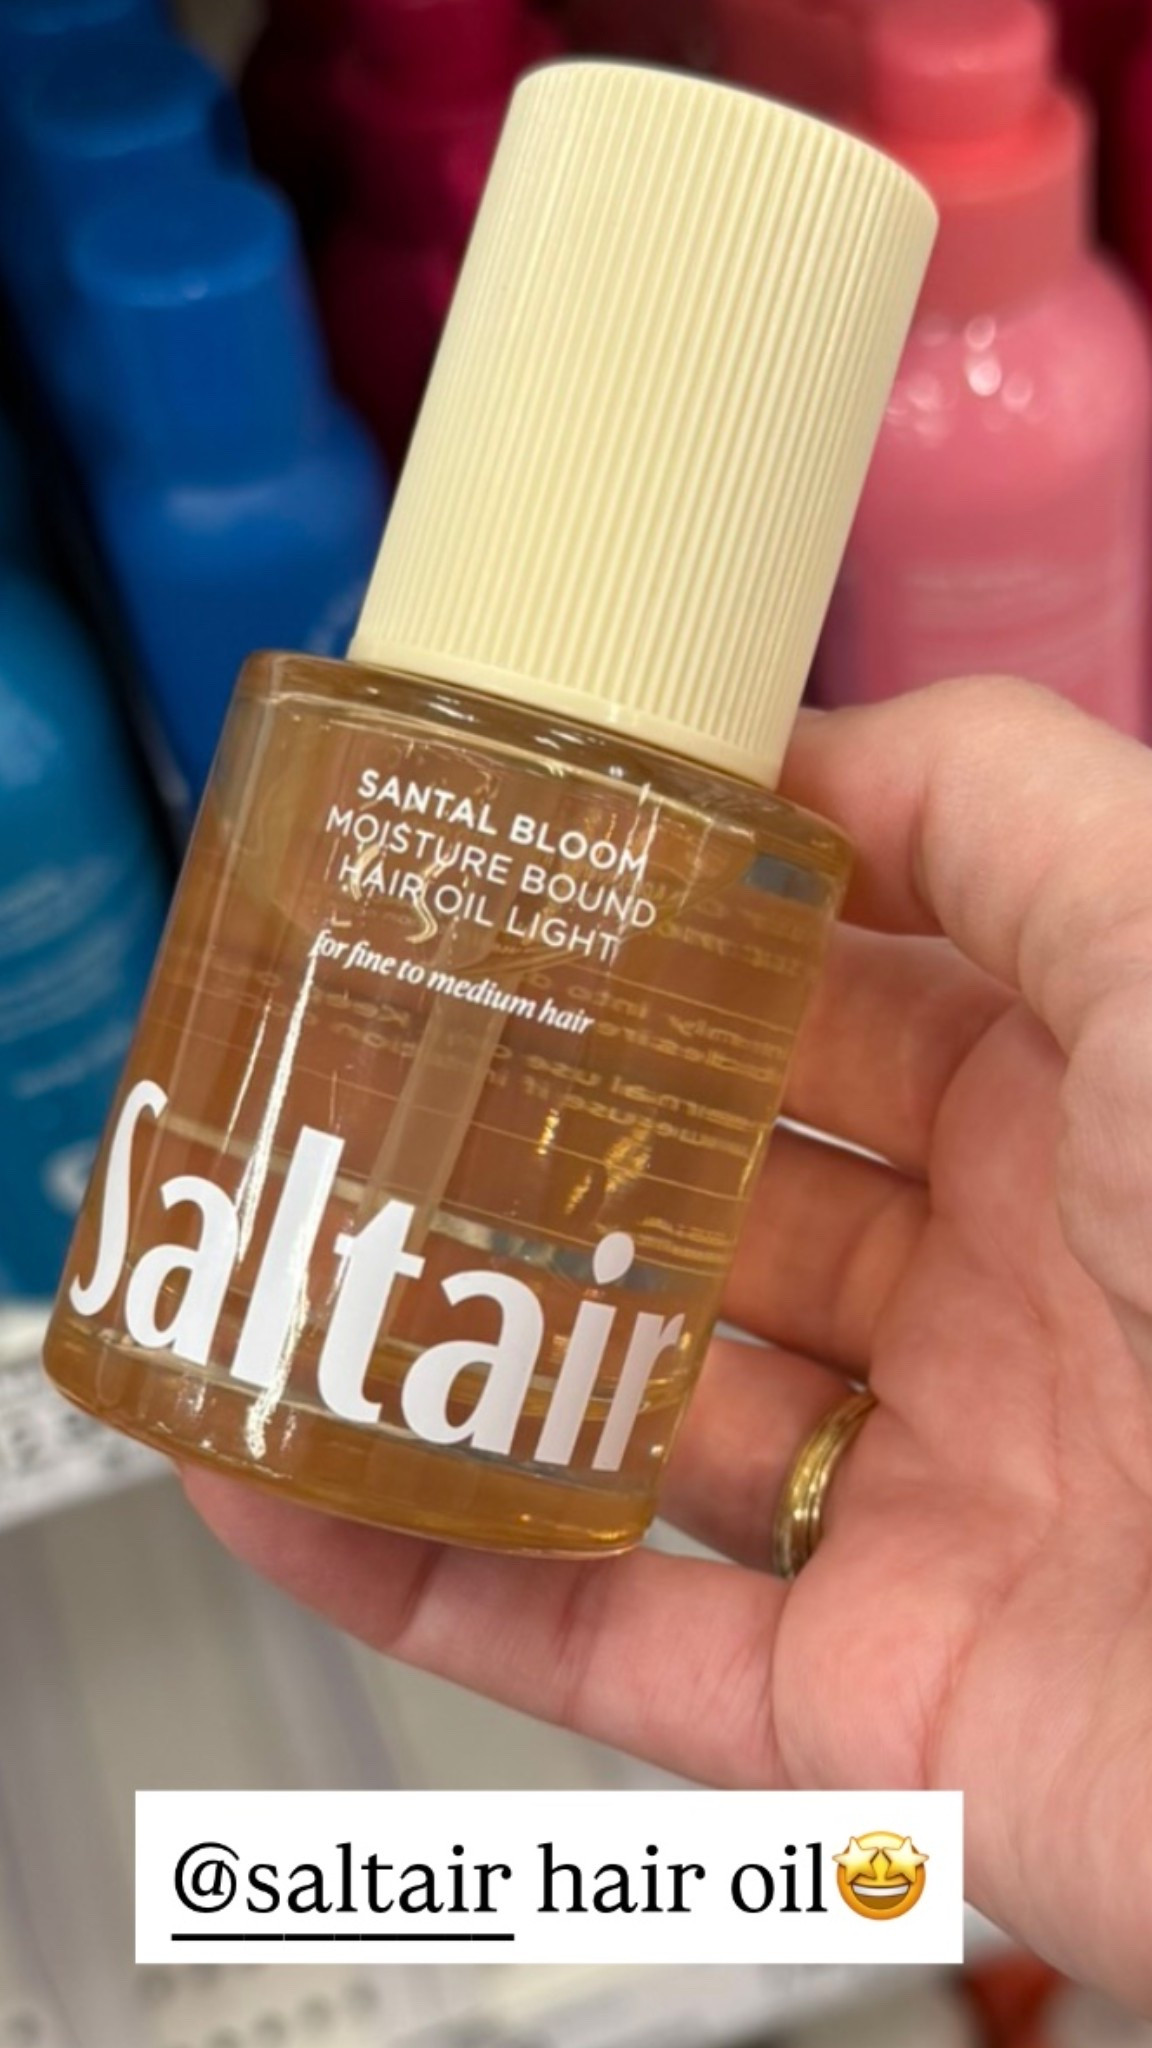 SANTAL BLOOM
MOISTURE BOUND
HAIR OIL LIGHT
for fine to medium hair
Saltair
@saltair hair oil🤩